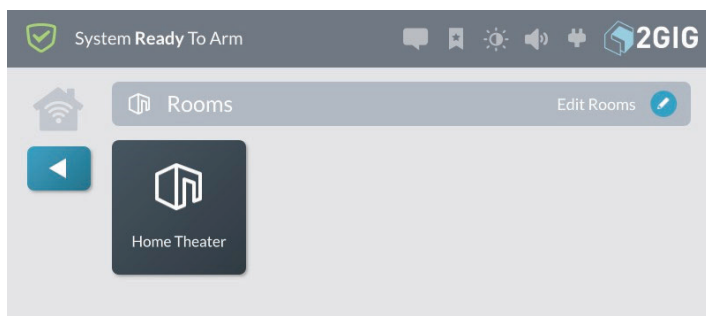 System Ready To Arm
2GIG
Rooms
Edit Rooms
Home Theater